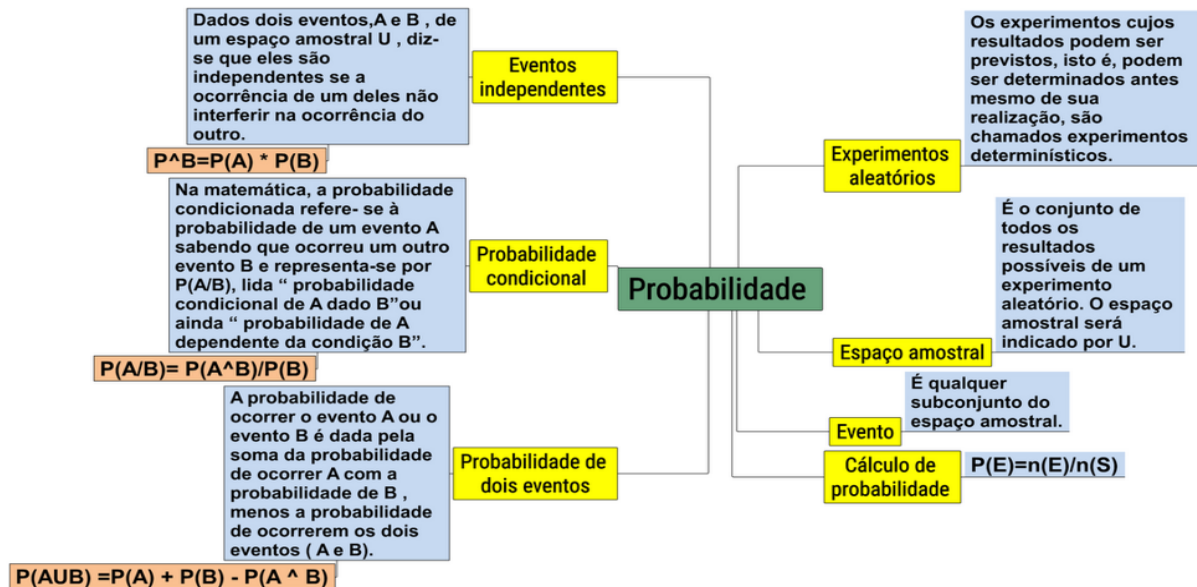 Dados dois eventos,A e B , de
um espaço amostral U , diz-
se que eles são
independentes se a
ocorrência de um deles não
interferir na ocorrência do
outro.
Eventos
independentes
P^B=P(A) * P(B)
Na matemática, a probabilidade
condicionada refere- se à
probabilidade de um evento A
sabendo que ocorreu um outro
evento B e representa-se por
P(A/B), lida “ probabilidade
condicional de A dado B”ou
ainda “ probabilidade de A
dependente da condição B”.
Probabilidade
condicional
P(A/B)= P(A^B)/P(B)
A probabilidade de
ocorrer o evento A ou o
evento B é dada pela
soma da probabilidade
de ocorrer A com a
probabilidade de B ,
menos a probabilidade
de ocorrerem os dois
eventos ( A e B).
Probabilidade de
dois eventos
P(AUB) =P(A) + P(B) - P(A ^ B)
Probabilidade
Os experimentos cujos
resultados podem ser
previstos, isto é, podem
ser determinados antes
mesmo de sua
realização, são
chamados experimentos
determinísticos.
Experimentos
aleatórios
É o conjunto de
todos os
resultados
possíveis de um
experimento
aleatório. O espaço
amostral será
indicado por U.
Espaço amostral
É qualquer
subconjunto do
espaço amostral.
Evento
Cálculo de
probabilidade
P(E)=n(E)/n(S)